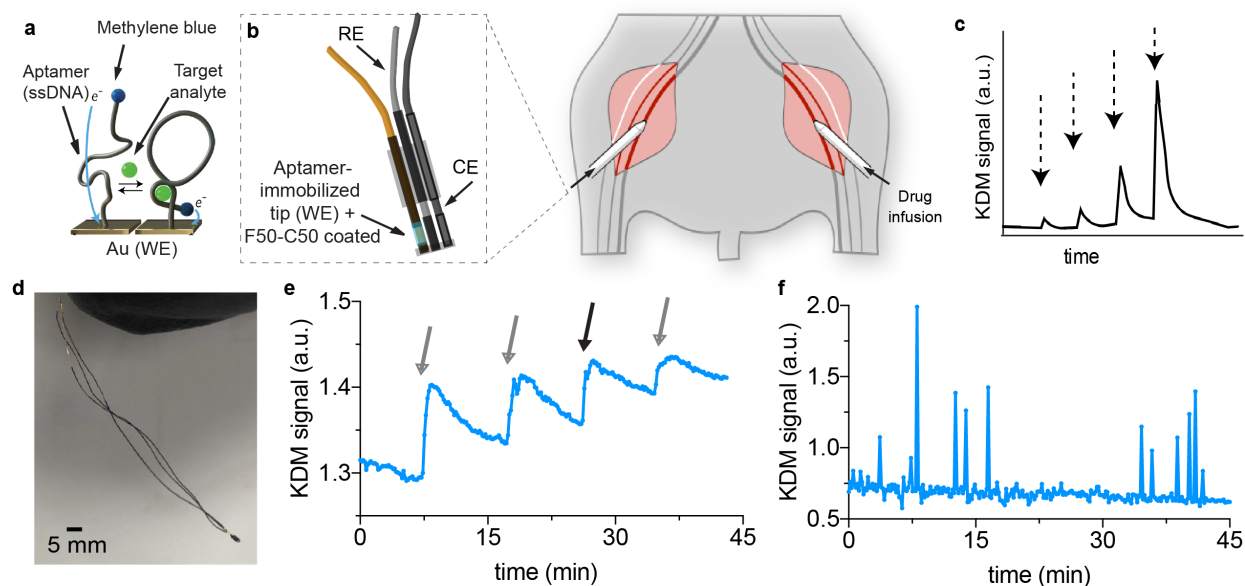 a
Methylene blue
Aptamer
(ssDNA)
e-
Target
analyte
e-
Au (WE)
b
RE
CE
Aptamer-
immobilized
tip (WE) +
F50-C50 coated
Drug
infusion
c
KDM signal (a.u.)
time
d
5 mm
e
KDM signal (a.u.)
1.5
1.4
1.3
0
15
30
45
time (min)
f
KDM signal (a.u.)
2.0
1.5
1.0
0.5
0
15
30
45
time (min)